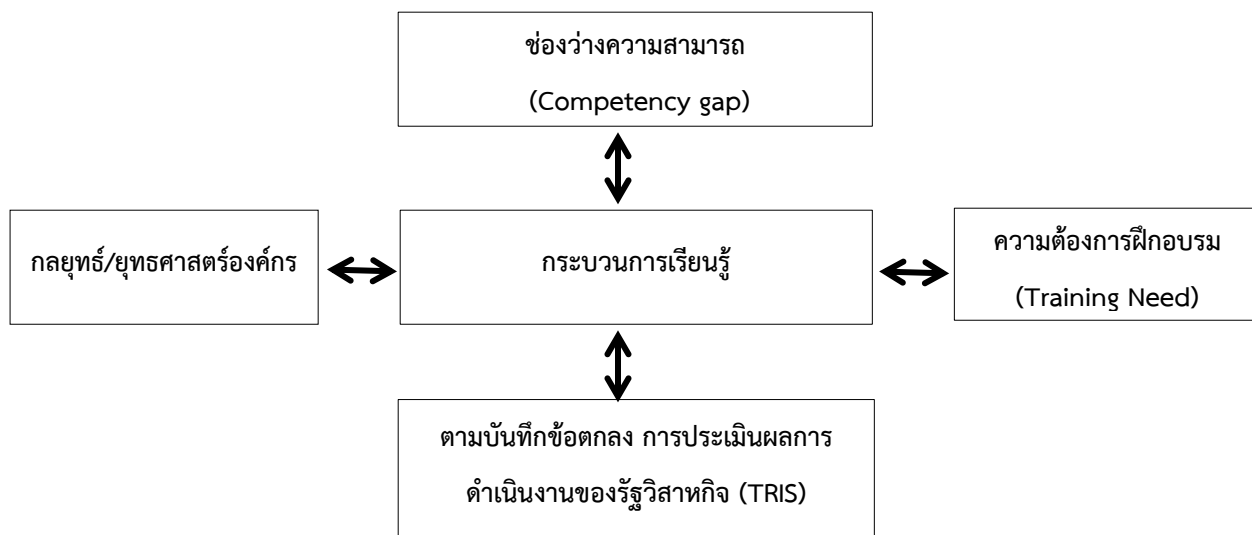 ช่องว่างความสามารถ
(Competency gap)
กลยุทธ์/ยุทธศาสตร์องค์กร
กระบวนการเรียนรู้
ความต้องการฝึกอบรม
(Training Need)
ตามบันทึกข้อตกลง การประเมินผลการ
ดำเนินงานของรัฐวิสาหกิจ (TRIS)